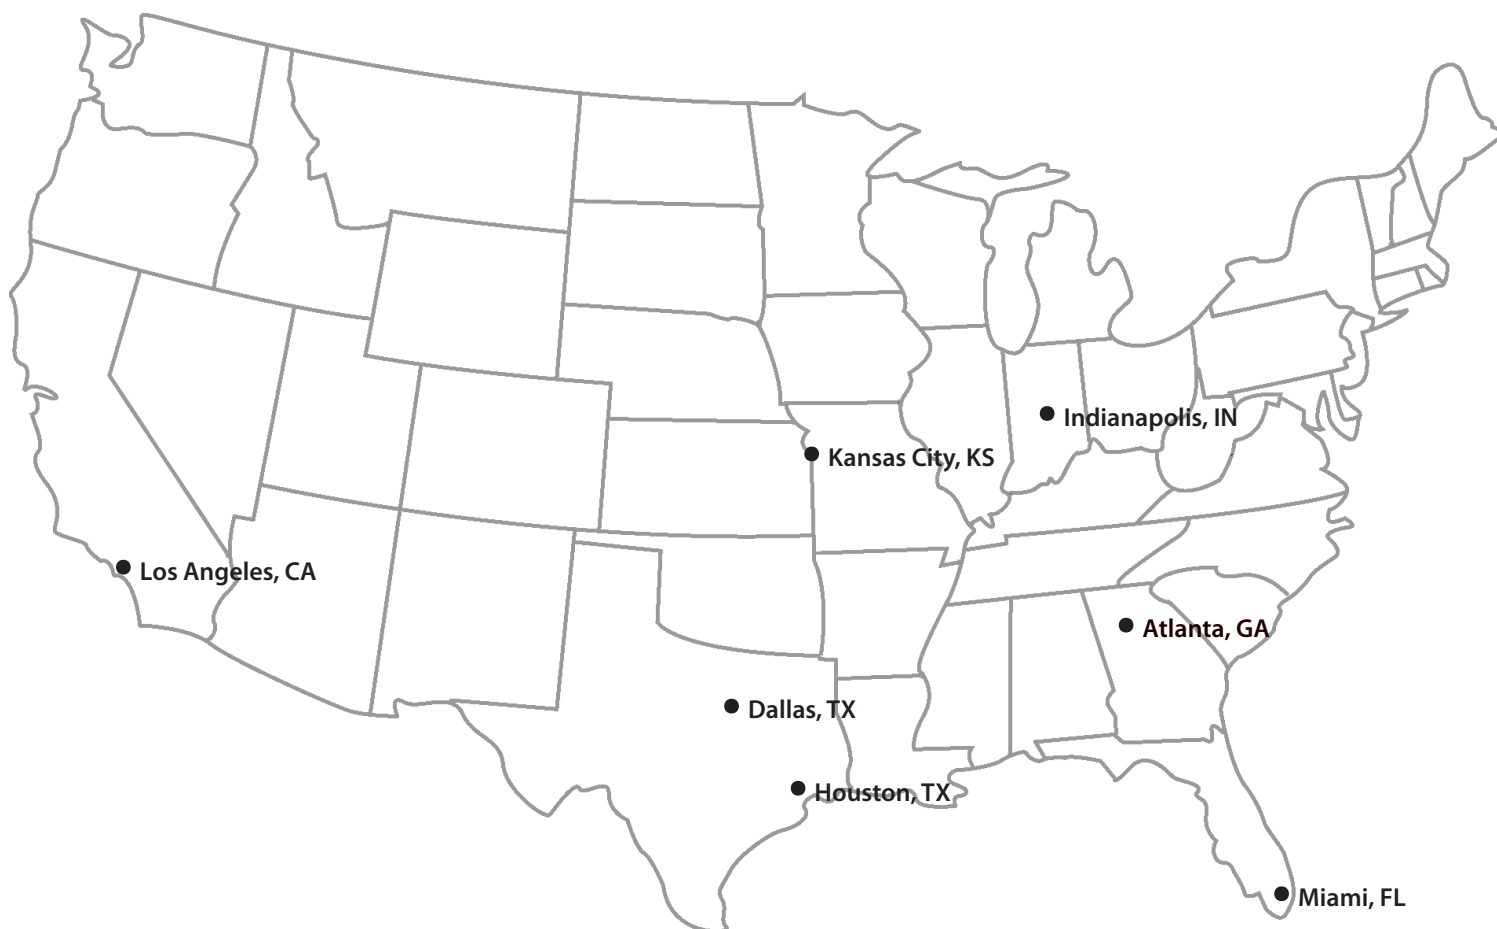 Indianapolis, IN
Kansas City, KS
Los Angeles, CA
Atlanta, GA
Dallas, TX
Houston, TX
Miami, FL